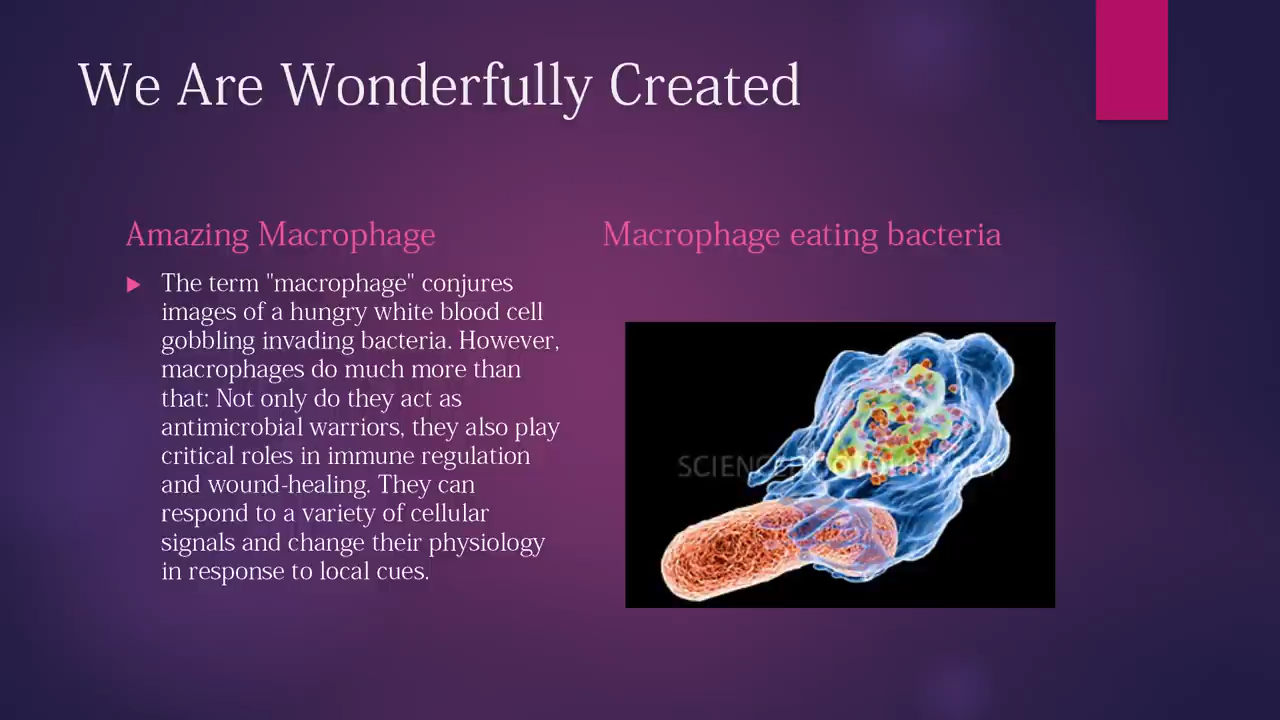 We Are Wonderfully Created
Amazing Macrophage
The term "macrophage" conjures
images of a hungry white blood cell
gobbling invading bacteria. However,
macrophages do much more than
that: Not only do they act as
antimicrobial warriors, they also play
critical roles in immune regulation
and wound-healing. They can
respond to a variety of cellular
signals and change their physiology
in response to local cues.
Macrophage eating bacteria
SCIENCEPHOTOLIBRARY